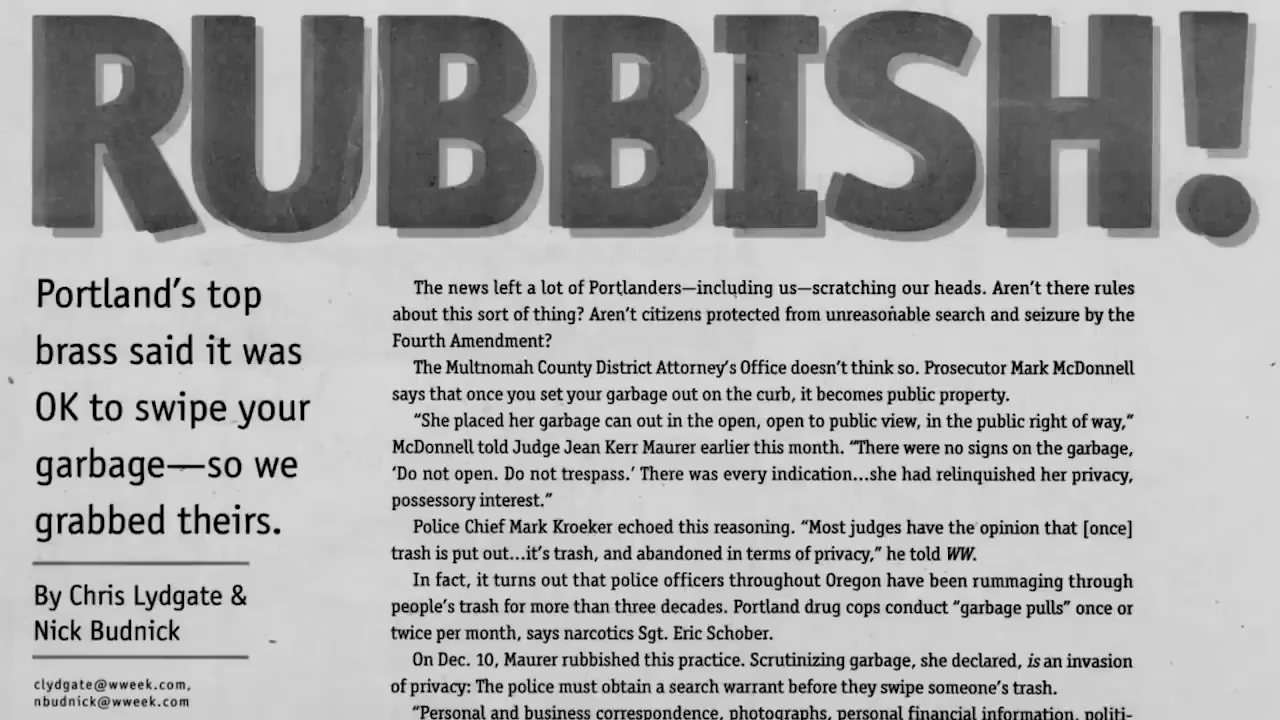 RUBBISH!
Portland's top
brass said it was
OK to swipe your
garbage—so we
grabbed theirs.
By Chris Lydgate &
Nick Budnick
clydgate@wweek.com,
nbudnick@wweek.com
The news left a lot of Portlanders—including us—scratching our heads. Aren't there rules
about this sort of thing? Aren't citizens protected from unreasonable search and seizure by the
Fourth Amendment?
The Multnomah County District Attorney's Office doesn't think so. Prosecutor Mark McDonnell
says that once you set your garbage out on the curb, it becomes public property.
"She placed her garbage can out in the open, open to public view, in the public right of way,"
McDonnell told Judge Jean Kerr Maurer earlier this month. "There were no signs on the garbage,
'Do not open. Do not trespass.' There was every indication...she had relinquished her privacy,
possessory interest."
Police Chief Mark Kroeker echoed this reasoning. "Most judges have the opinion that [once]
trash is put out...it's trash, and abandoned in terms of privacy," he told WW.
In fact, it turns out that police officers throughout Oregon have been rummaging through
people's trash for more than three decades. Portland drug cops conduct "garbage pulls" once or
twice per month, says narcotics Sgt. Eric Schober.
On Dec. 10, Maurer rubbished this practice. Scrutinizing garbage, she declared, is an invasion
of privacy: The police must obtain a search warrant before they swipe someone's trash.
"Personal and business correspondence, photographs, personal financial information, politi-